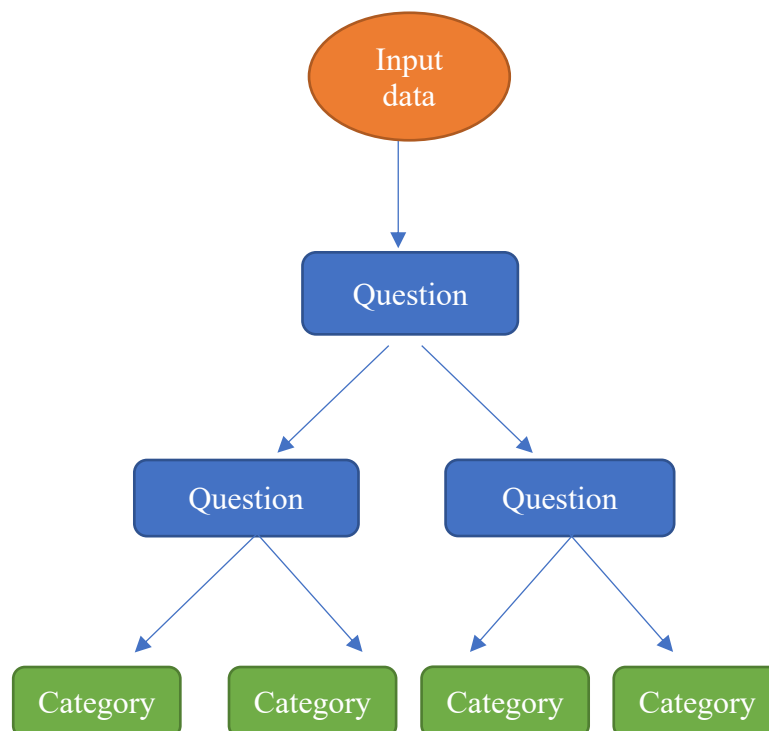 Input
data
Question
Question
Question
Category
Category
Category
Category